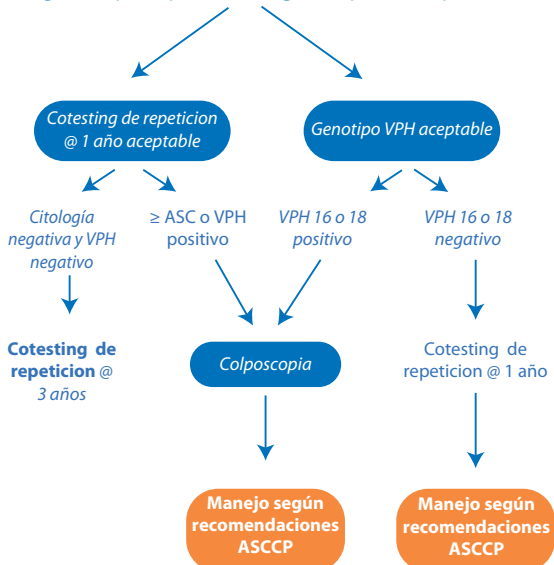 Cotesting de repeticion
@ 1 año aceptable
Genotipo VPH aceptable
Citología
negativa y VPH
negativo
≥ ASC o VPH
positivo
VPH 16 o 18
positivo
VPH 16 o 18
negativo
Cotesting de
repeticion @
3 años
Colposcopia
Cotesting de
repeticion @ 1 año
Manejo según
recomendaciones
ASCCP
Manejo según
recomendaciones
ASCCP